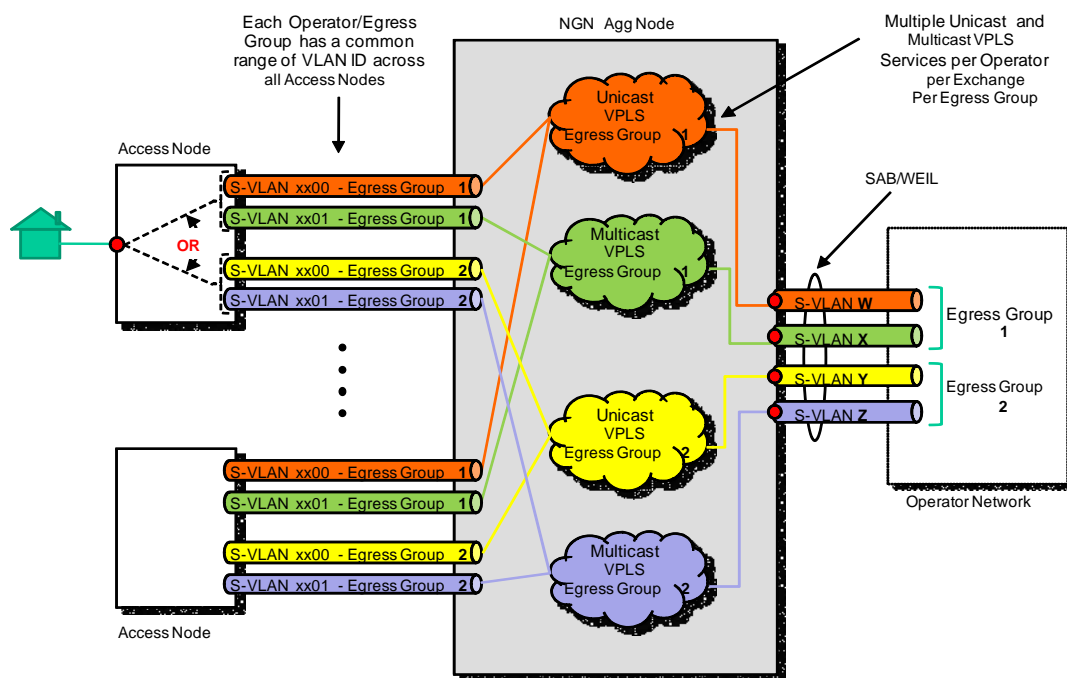 Each Operator/Egress
Group has a common
range of VLAN ID across
all Access Nodes
NGN Agg Node
Multiple Unicast and
Multicast VPLS
Services per Operator
per Exchange
Per Egress Group
Access Node
S-VLAN xx00 - Egress Group 1
S-VLAN xx01 - Egress Group 1
OR
S-VLAN xx00 - Egress Group 2
S-VLAN xx01 - Egress Group 2
Unicast
VPLS
Egress Group 1
Multicast
VPLS
Egress Group 1
SAB/WEIL
S-VLAN W
S-VLAN X
S-VLAN Y
S-VLAN Z
Egress Group
1
Egress Group
2
Operator Network
Unicast
VPLS
Egress Group 2
Multicast
VPLS
Egress Group 2
S-VLAN xx00 - Egress Group 1
S-VLAN xx01 - Egress Group 1
S-VLAN xx00 - Egress Group 2
S-VLAN xx01 - Egress Group 2
Access Node